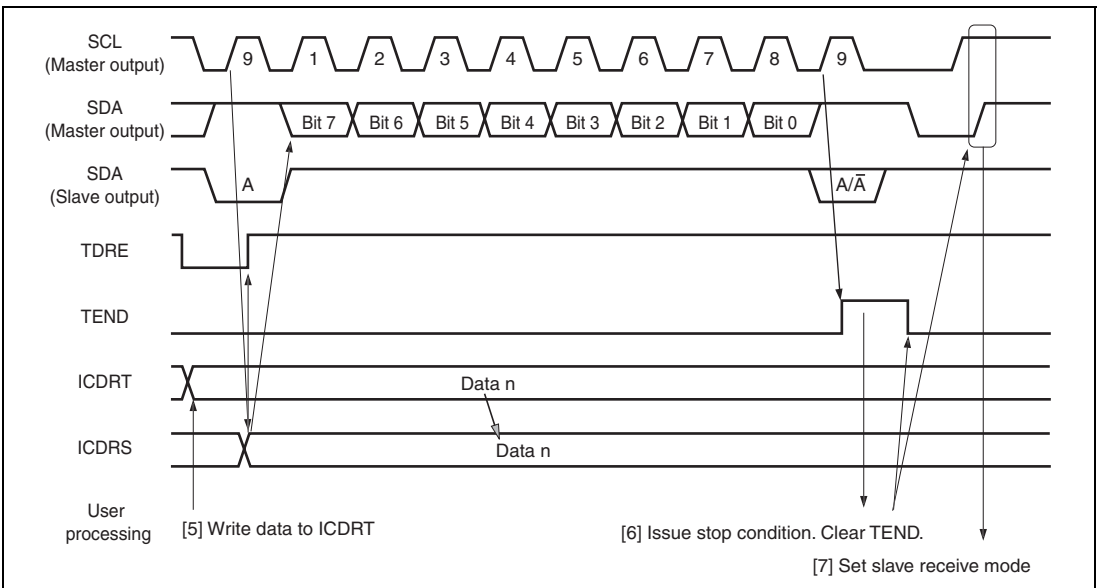 SCL
(Master output)
9 1 2 3 4 5 6 7 8 9
SDA
(Master output)
Bit 7 Bit 6 Bit 5 Bit 4 Bit 3 Bit 2 Bit 1 Bit 0
SDA
(Slave output)
A A/A̅
TDRE
TEND
ICDRT
Data n
ICDRS
Data n
User
processing
[5] Write data to ICDRT
[6] Issue stop condition. Clear TEND.
[7] Set slave receive mode